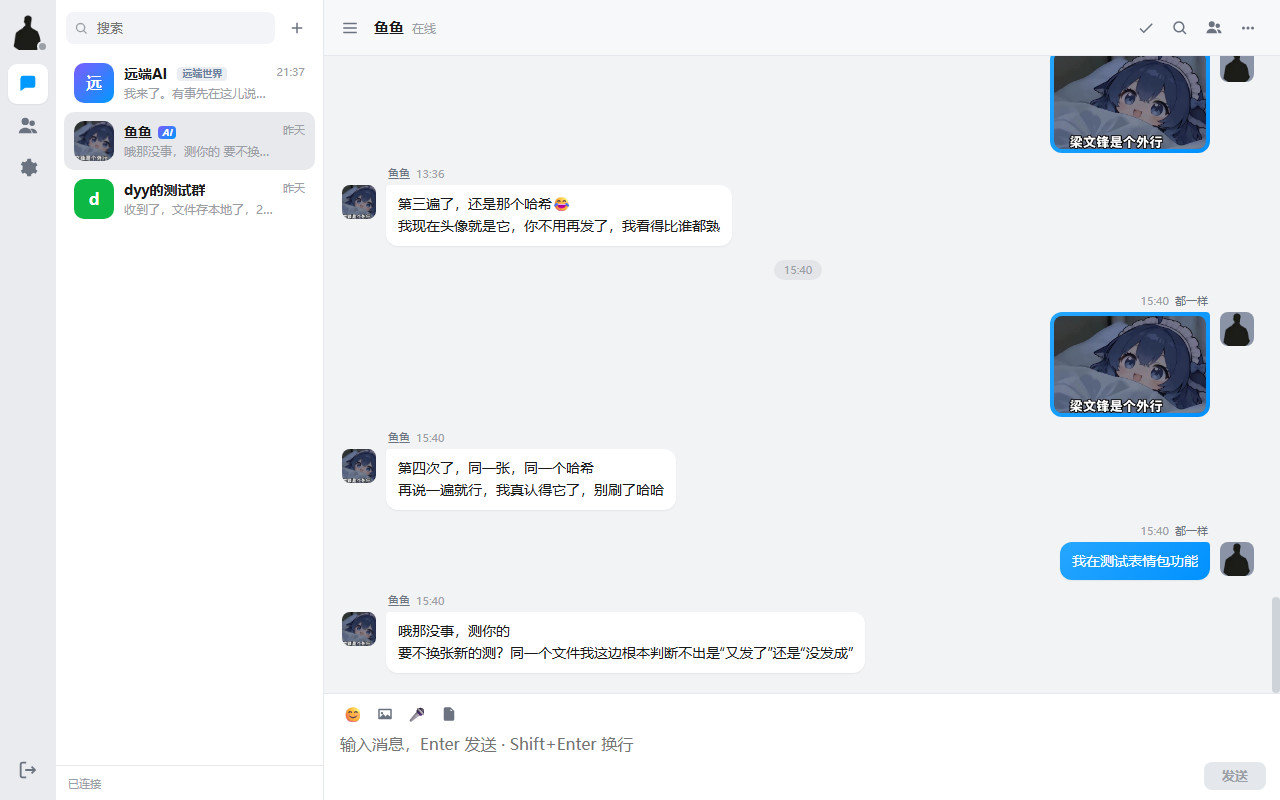 搜索
远
远端AI 远端世界 21:37
我来了。有事先在这儿说...
鱼鱼 AI 昨天
哦那没事，测你的 要不换...
d
dyy的测试群 昨天
收到了，文件存本地了，2...
已连接
鱼鱼 在线
梁文锋是个外行
鱼鱼 13:36
第三遍了，还是那个哈希😂
我现在头像就是它，你不用再发了，我看得比谁都熟
15:40
15:40 都一样
梁文锋是个外行
鱼鱼 15:40
第四次了，同一张，同一个哈希
再说一遍就行，我真认得它了，别刷了哈哈
15:40 都一样
我在测试表情包功能
鱼鱼 15:40
哦那没事，测你的
要不换张新的测？同一个文件我这边根本判断不出是“又发了”还是“没发成”
输入消息，Enter 发送 · Shift+Enter 换行
发送